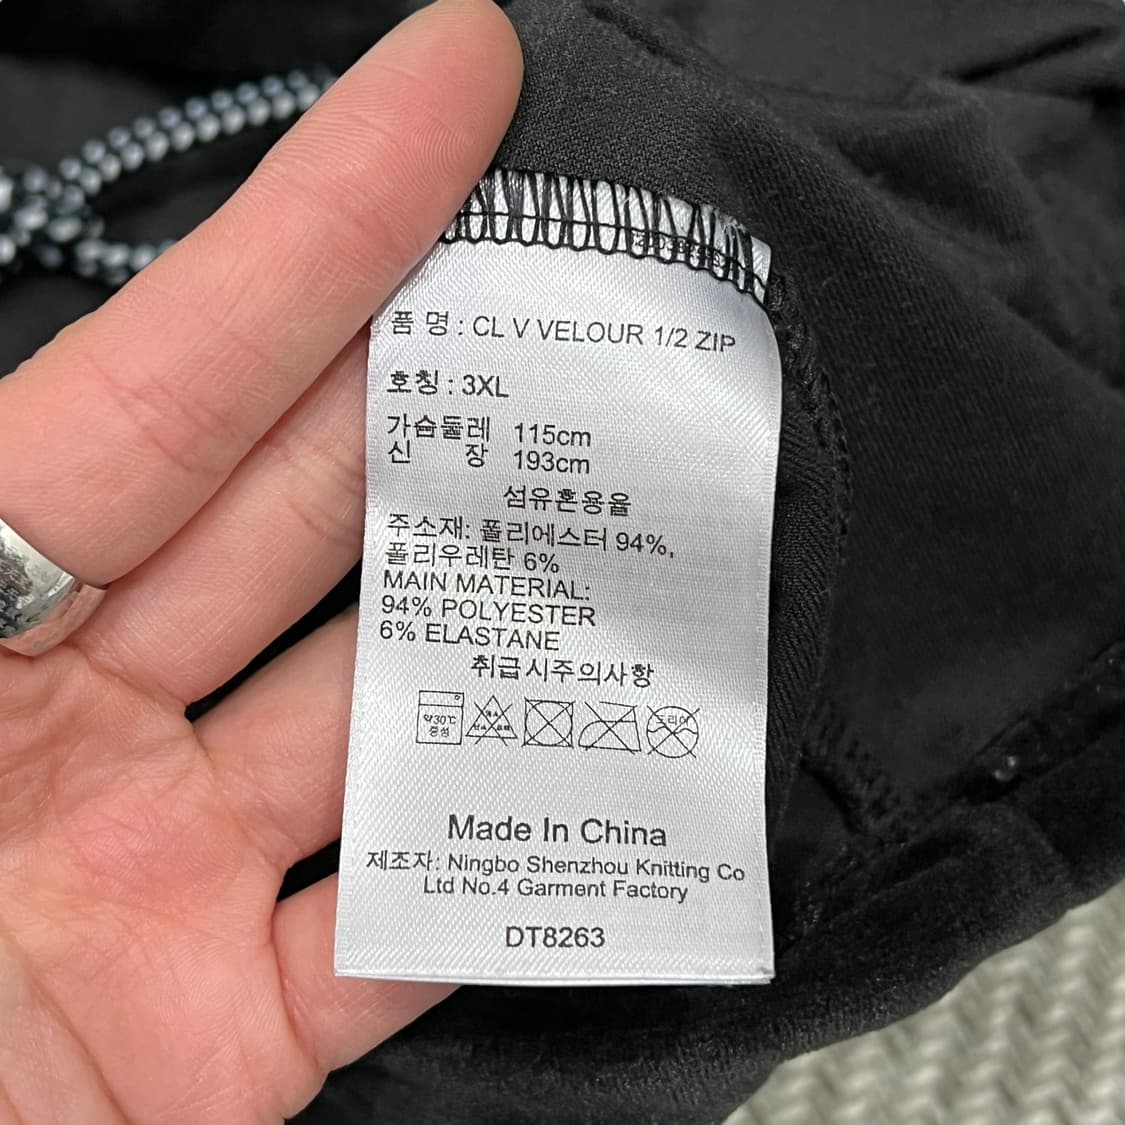 품 명 : CL V VELOUR 1/2 ZIP
호칭 : 3XL
가슴둘레 115cm
신 장 193cm
섬유혼용율
주소재: 폴리에스터 94%,
폴리우레탄 6%
MAIN MATERIAL:
94% POLYESTER
6% ELASTANE
취급시주의사항
약30℃
중성
드라이
Made In China
제조자: Ningbo Shenzhou Knitting Co
Ltd No.4 Garment Factory
DT8263